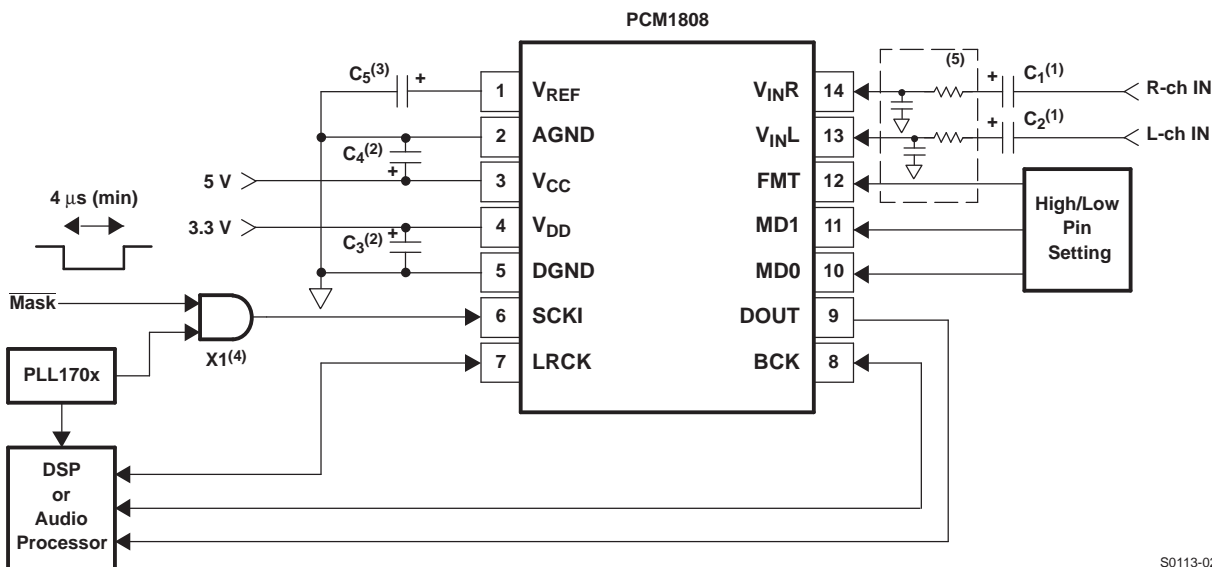 PCM1808
C5(3) +
1 VREF
2 AGND
C4(2)
+
5 V
3 VCC
4 μs (min)
3.3 V
4 VDD
+
C3(2)
5 DGND
Mask
6 SCKI
X1(4)
7 LRCK
PLL170x
DSP
or
Audio
Processor
(5)
VINR 14
+ C1(1)
R-ch IN
VINL 13
+ C2(1)
L-ch IN
FMT 12
MD1 11
MD0 10
High/Low
Pin
Setting
DOUT 9
BCK 8
S0113-02